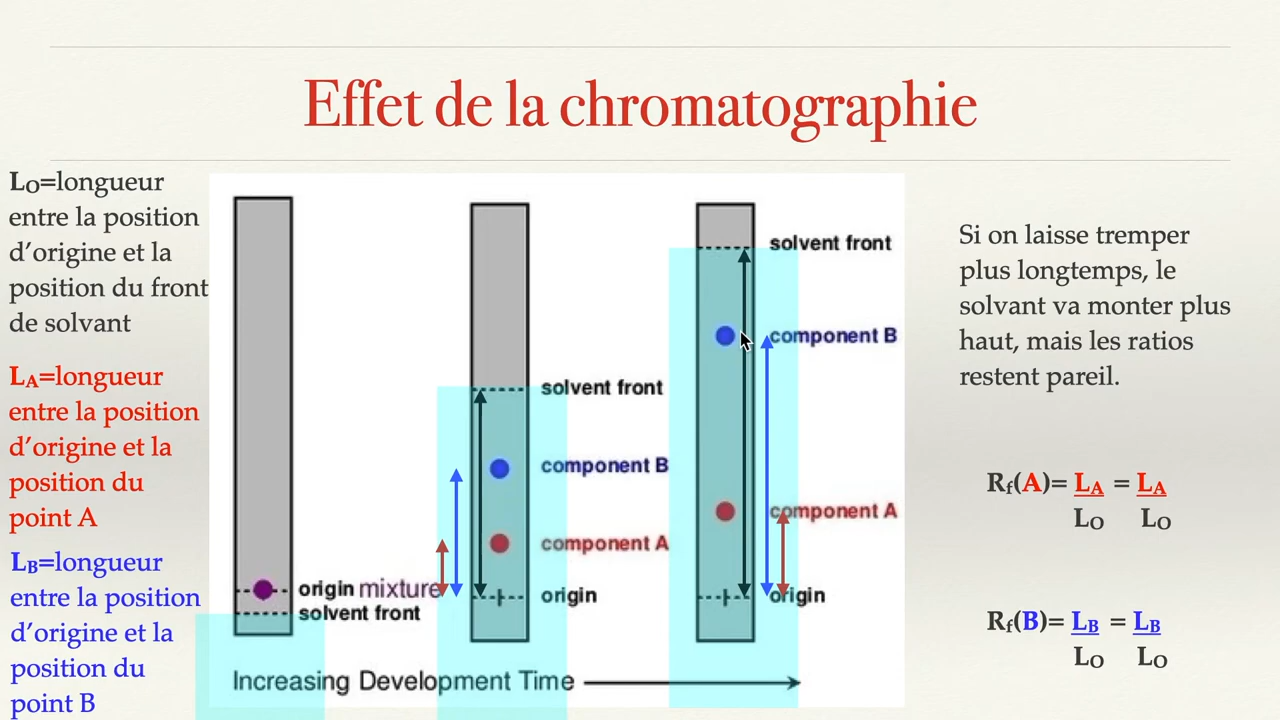 Effet de la chromatographie
LO=longueur
entre la position
d’origine et la
position du front
de solvant
LA=longueur
entre la position
d’origine et la
position du
point A
LB=longueur
entre la position
d’origine et la
position du
point B
origin mixture
solvent front
solvent front
component B
component A
origin
solvent front
component B
component A
origin
Increasing Development Time
Si on laisse tremper
plus longtemps, le
solvant va monter plus
haut, mais les ratios
restent pareil.
Rf(A)= LA = LA
LO LO
Rf(B)= LB = LB
LO LO